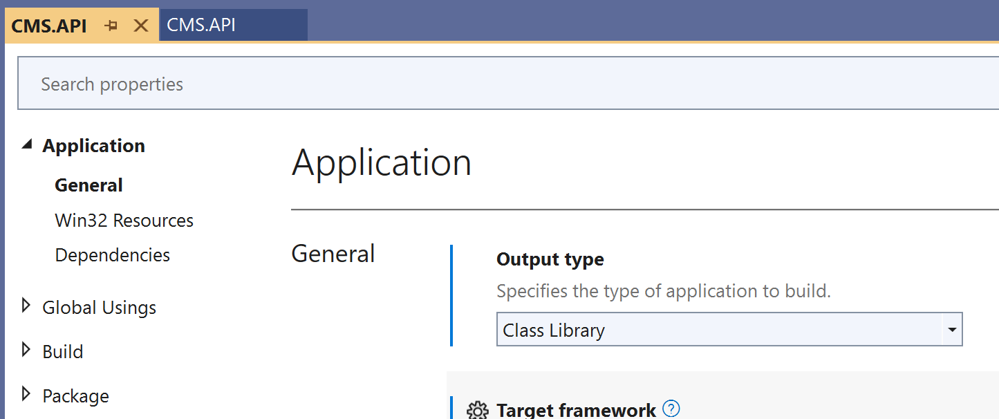 CMS.API
CMS.API
Search properties
Application
General
Win32 Resources
Dependencies
Global Usings
Build
Package
Application
General
Output type
Specifies the type of application to build.
Class Library
Target framework ?